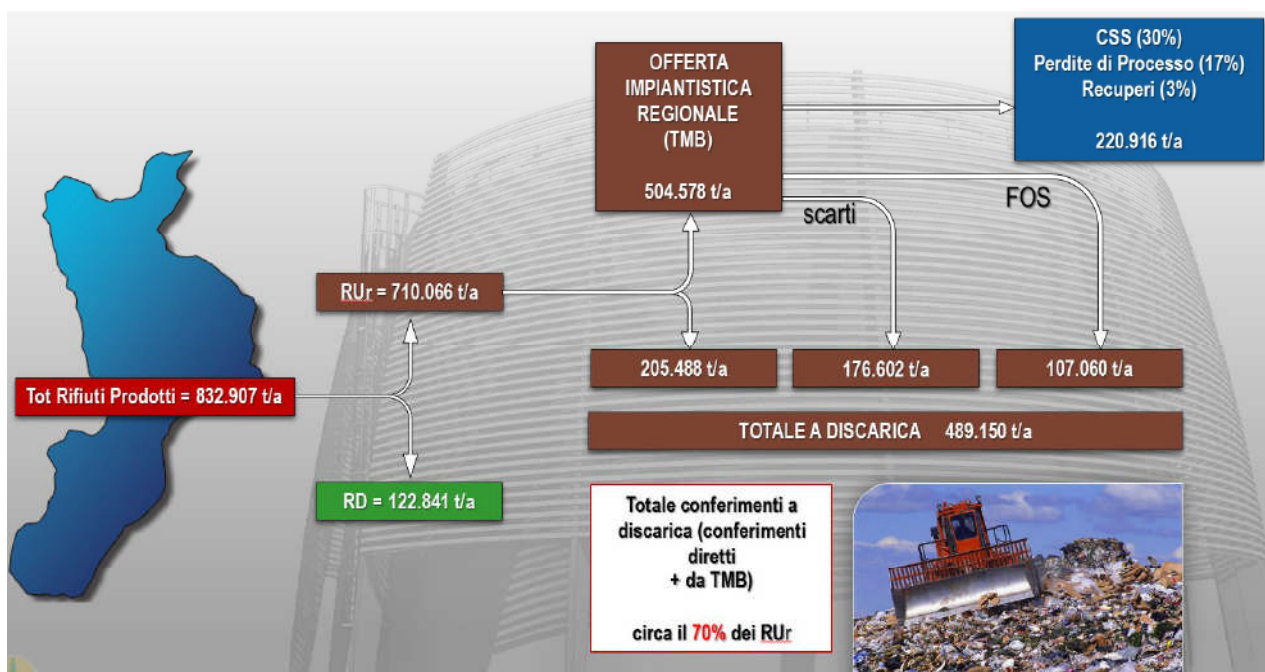 OFFERTA
IMPIANTISTICA
REGIONALE
(TMB)
504.578 t/a
CSS (30%)
Perdite di Processo (17%)
Recuperi (3%)
220.916 t/a
scarti
FOS
RUr = 710.066 t/a
205.488 t/a
176.602 t/a
107.060 t/a
Tot Rifiuti Prodotti = 832.907 t/a
TOTALE A DISCARICA 489.150 t/a
RD = 122.841 t/a
Totale conferimenti a
discarica (conferimenti
diretti
+ da TMB)
circa il 70% dei RUr